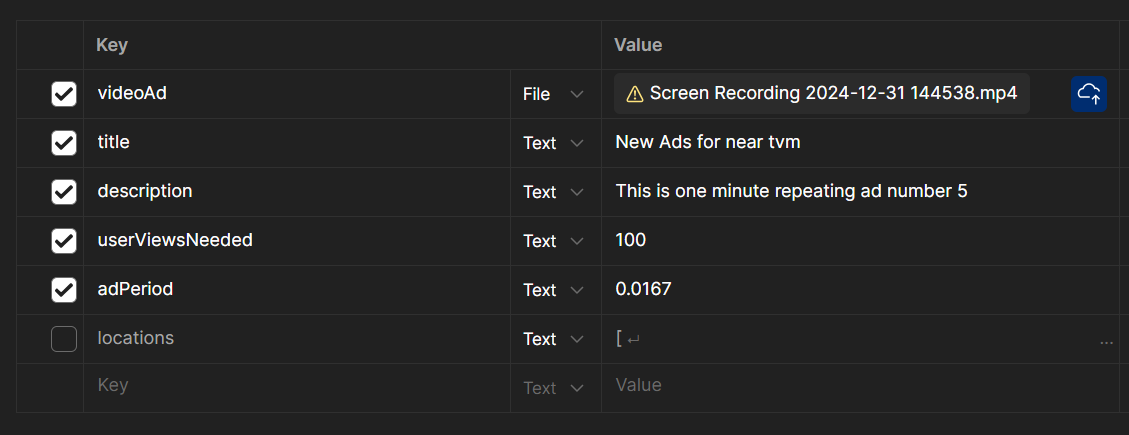 Key Value
videoAd File Screen Recording 2024-12-31 144538.mp4
title Text New Ads for near tvm
description Text This is one minute repeating ad number 5
userViewsNeeded Text 100
adPeriod Text 0.0167
locations Text [ ↵ ...
Key Text Value